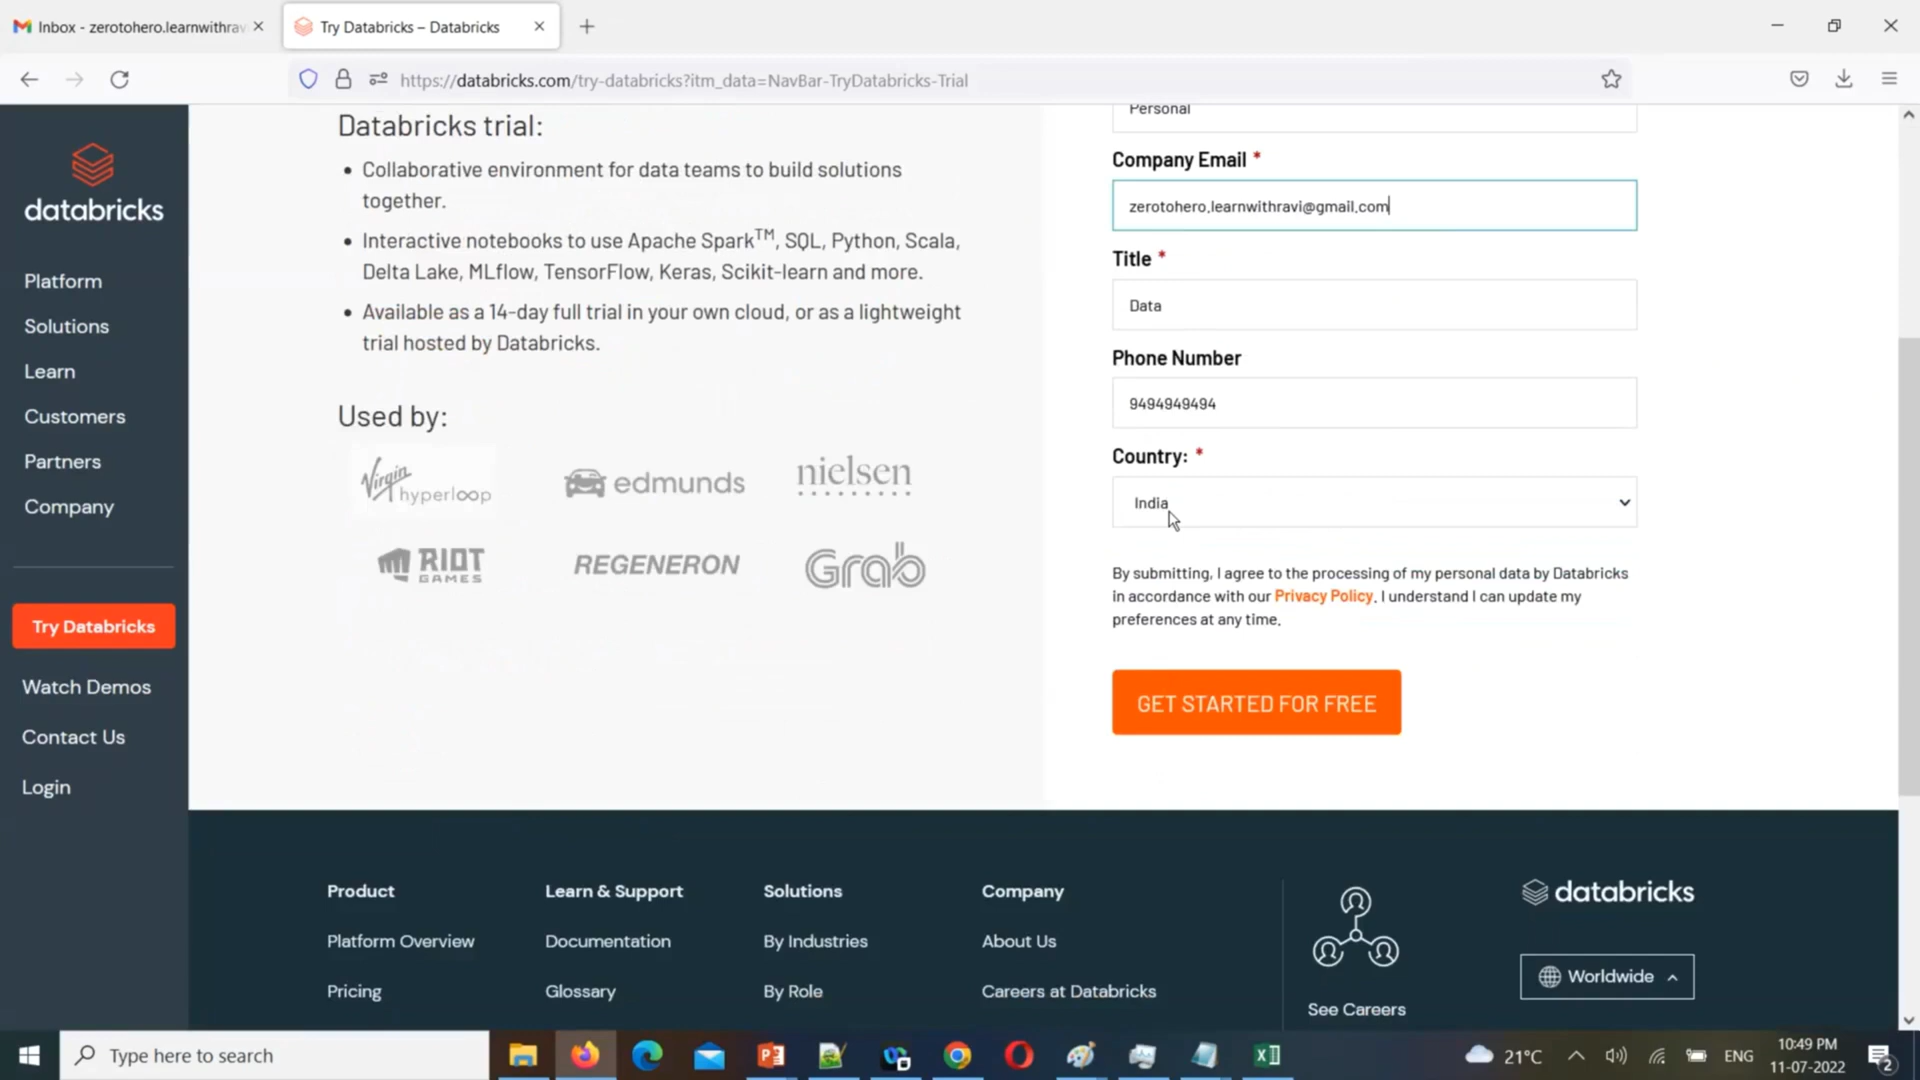 Inbox - zerotohero.learnwithrav
Try Databricks – Databricks
https://databricks.com/try-databricks?itm_data=NavBar-TryDatabricks-Trial
databricks
Platform
Solutions
Learn
Customers
Partners
Company
Try Databricks
Watch Demos
Contact Us
Login
Databricks trial:
• Collaborative environment for data teams to build solutions
together.
• Interactive notebooks to use Apache Spark™, SQL, Python, Scala,
Delta Lake, MLflow, TensorFlow, Keras, Scikit-learn and more.
• Available as a 14-day full trial in your own cloud, or as a lightweight
trial hosted by Databricks.
Used by:
Virgin hyperloop
edmunds
nielsen
RIOT GAMES
REGENERON
Grab
Personal
Company Email *
zerotohero.learnwithravi@gmail.com
Title *
Data
Phone Number
9494949494
Country: *
India
By submitting, I agree to the processing of my personal data by Databricks
in accordance with our Privacy Policy. I understand I can update my
preferences at any time.
GET STARTED FOR FREE
Product
Platform Overview
Pricing
Learn & Support
Documentation
Glossary
Solutions
By Industries
By Role
Company
About Us
Careers at Databricks
See Careers
databricks
Worldwide
Type here to search
21°C
ENG
10:49 PM
11-07-2022
2